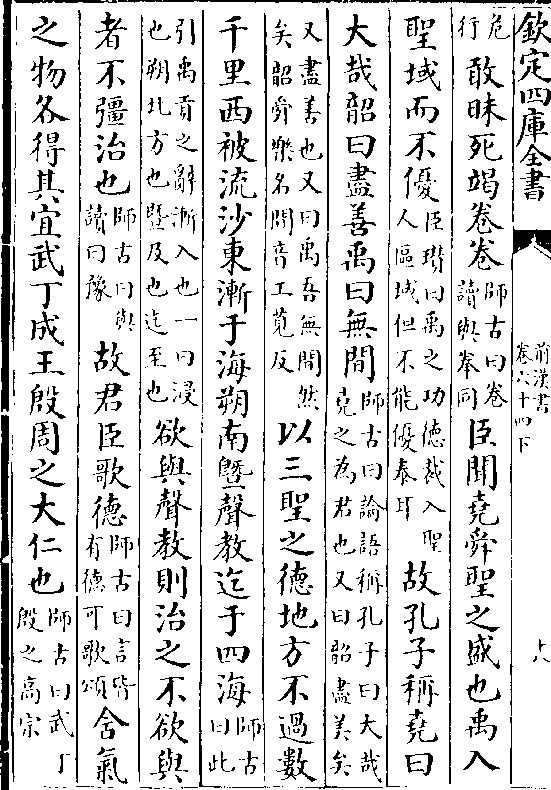 欽定四庫全書
前漢書
卷六十四下
十八
危
行
敢昧死竭卷卷師古曰卷
讀與拳同
臣聞堯舜聖之盛也禹入
聖域而不優臣瓚曰禹之功德裁入聖
人區域但不能優泰耳
故孔子稱堯曰
大哉韶曰盡善禹曰無間師古曰論語稱孔子曰大哉
堯之為君也又曰韶盡美矣
又盡善也又曰禹吾無間然
矣韶舜樂名間音工莧反
以三聖之德地方不過數
千里西被流沙東漸于海朔南曁聲教迄于四海師古
曰此
引禹貢之辭漸入也一曰浸
也朔北方也曁及也迄至也
欲與聲教則治之不欲與
者不彊治也師古曰與
讀曰豫
故君臣歌德師古曰言皆
有德可歌頌
含氣
之物各得其宜武丁成王殷周之大仁也師古曰武丁
殷之高宗